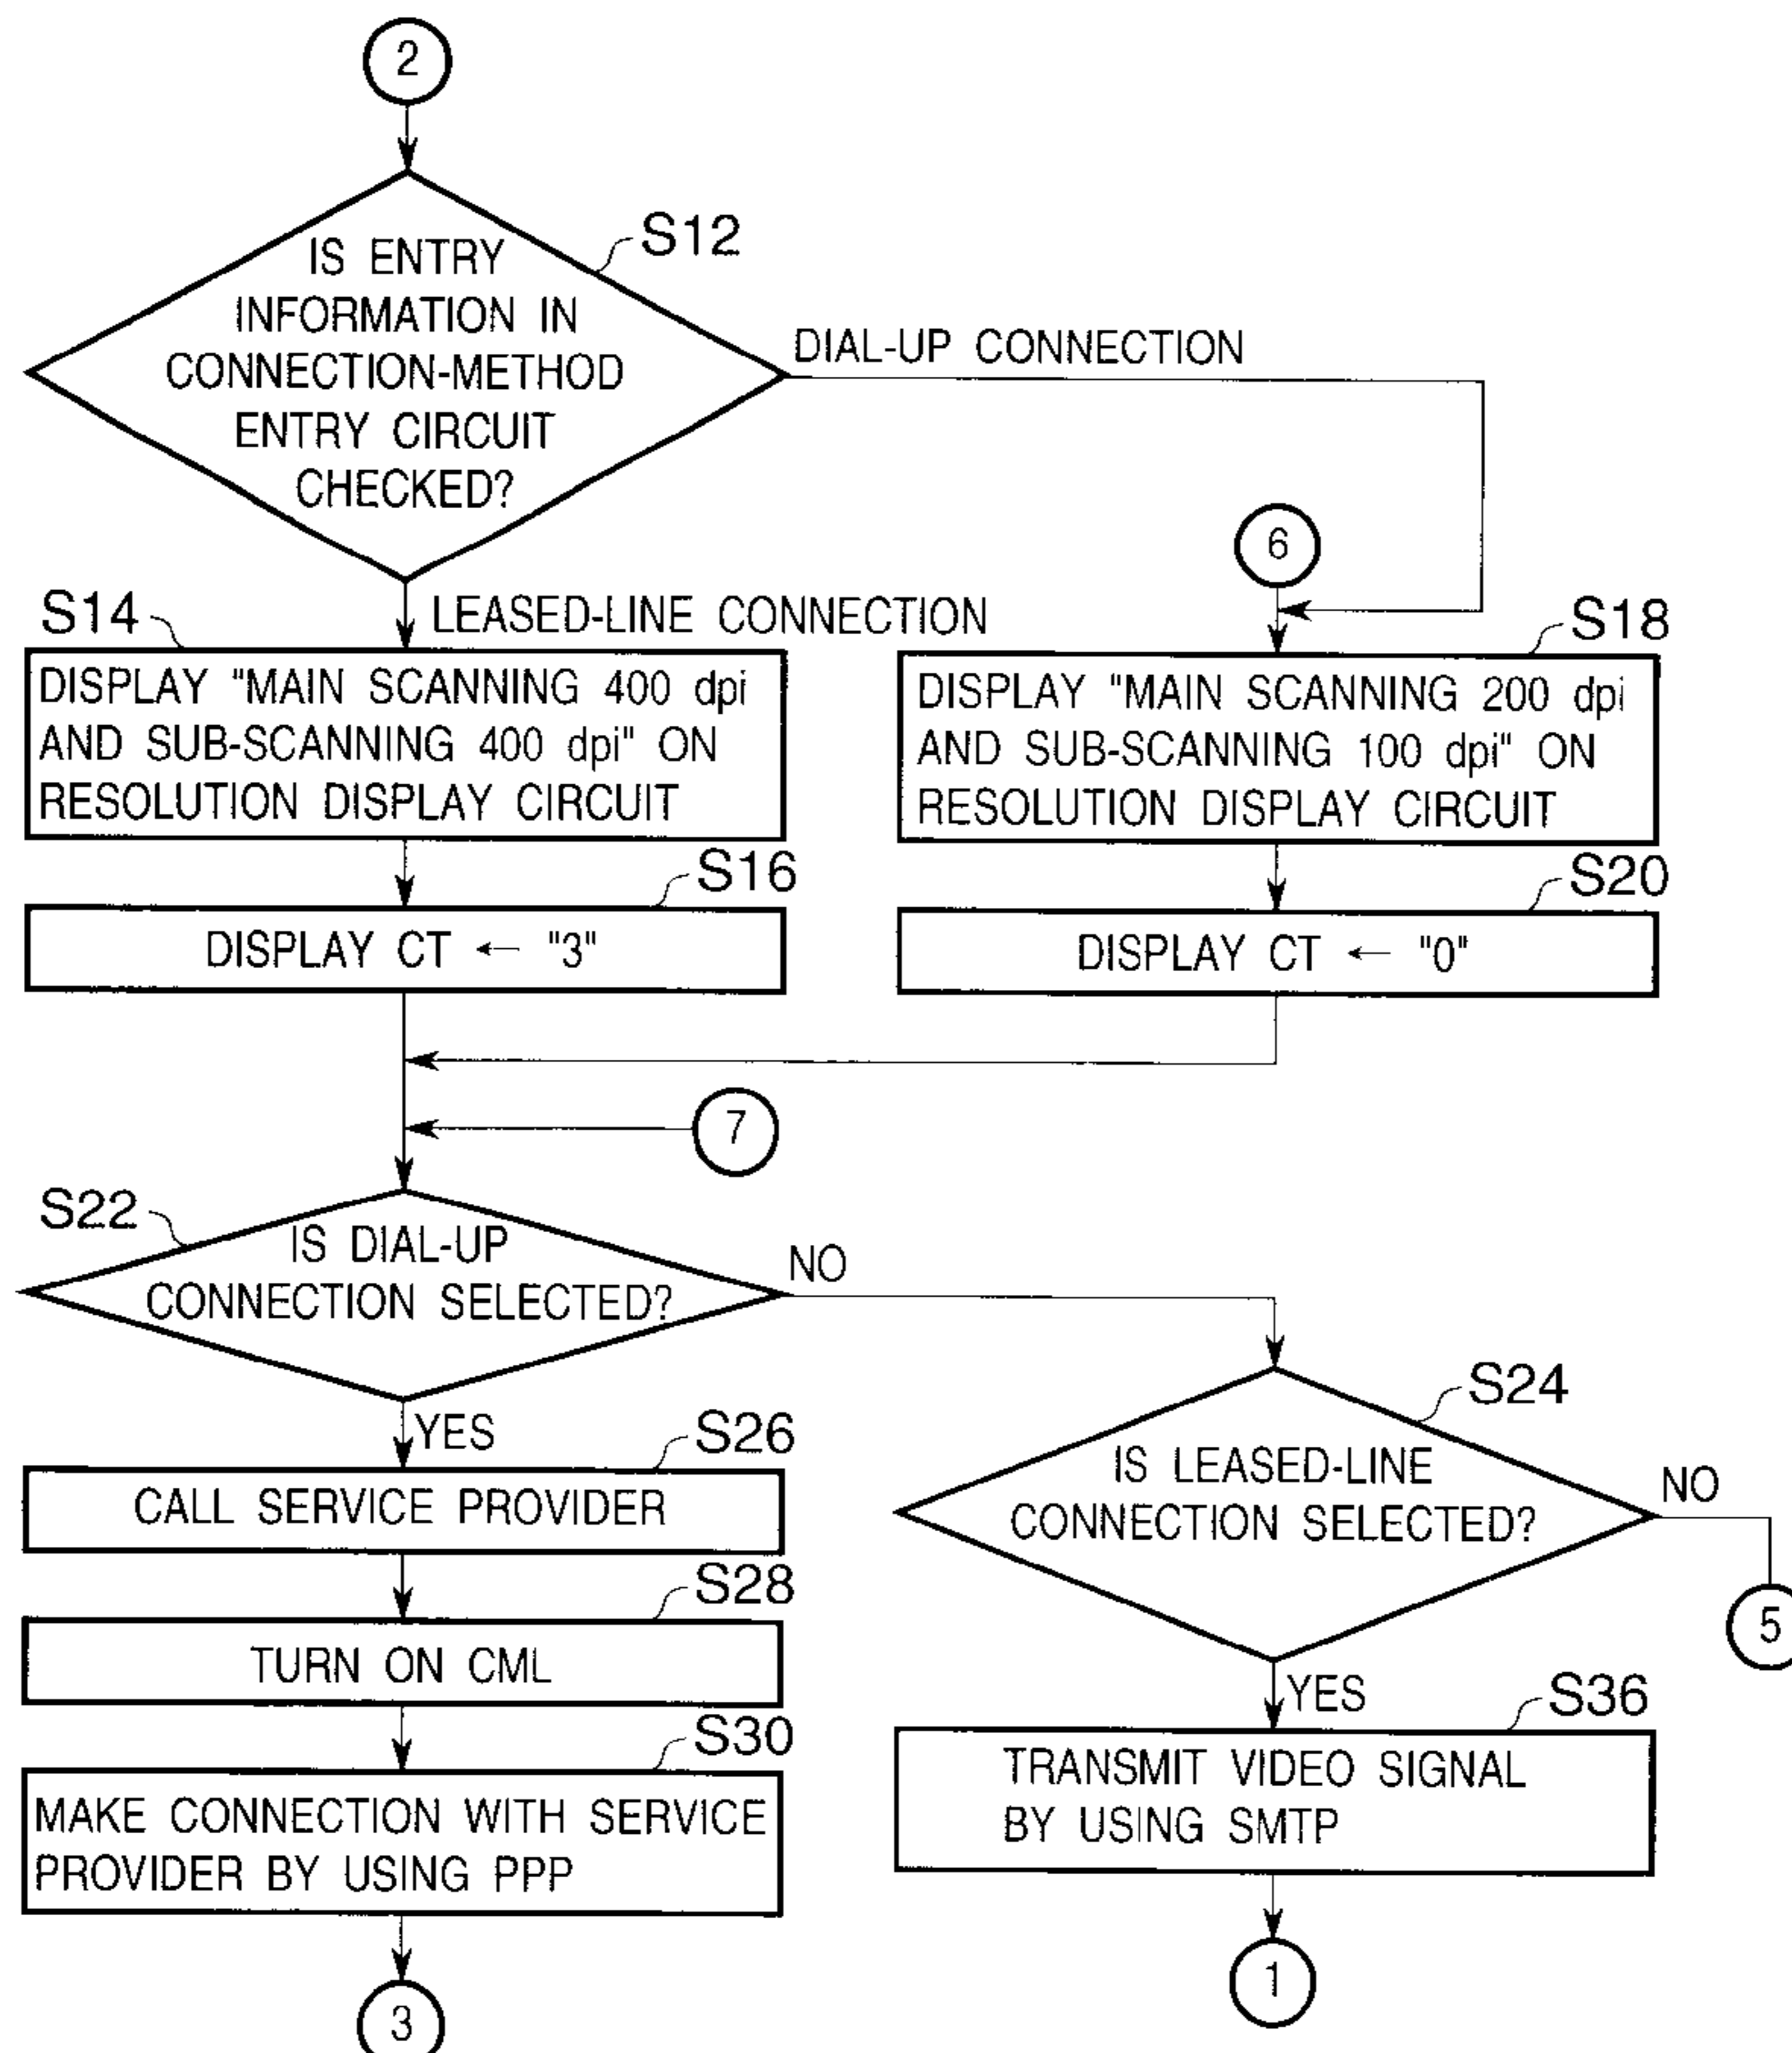 2
S12
IS ENTRY
INFORMATION IN
CONNECTION-METHOD
ENTRY CIRCUIT
CHECKED?
DIAL-UP CONNECTION
6
LEASED-LINE CONNECTION
S14
DISPLAY "MAIN SCANNING 400 dpi
AND SUB-SCANNING 400 dpi" ON
RESOLUTION DISPLAY CIRCUIT
S18
DISPLAY "MAIN SCANNING 200 dpi
AND SUB-SCANNING 100 dpi" ON
RESOLUTION DISPLAY CIRCUIT
S16
DISPLAY CT ← "3"
S20
DISPLAY CT ← "0"
7
S22
IS DIAL-UP
CONNECTION SELECTED?
NO
YES
S24
IS LEASED-LINE
CONNECTION SELECTED?
NO
5
YES
S26
CALL SERVICE PROVIDER
S28
TURN ON CML
S30
MAKE CONNECTION WITH SERVICE
PROVIDER BY USING PPP
3
S36
TRANSMIT VIDEO SIGNAL
BY USING SMTP
1